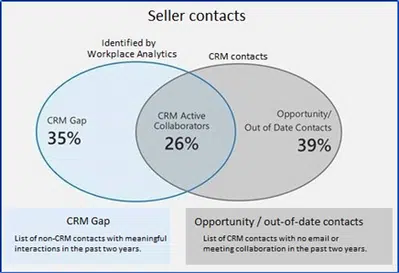 Seller contacts
Identified by
Workplace Analytics
CRM contacts
CRM Gap
35%
CRM Active
Collaborators
26%
Opportunity/
Out of Date Contacts
39%
CRM Gap
List of non-CRM contacts with meaningful
interactions in the past two years.
Opportunity / out-of-date contacts
List of CRM contacts with no email or
meeting collaboration in the past two years.